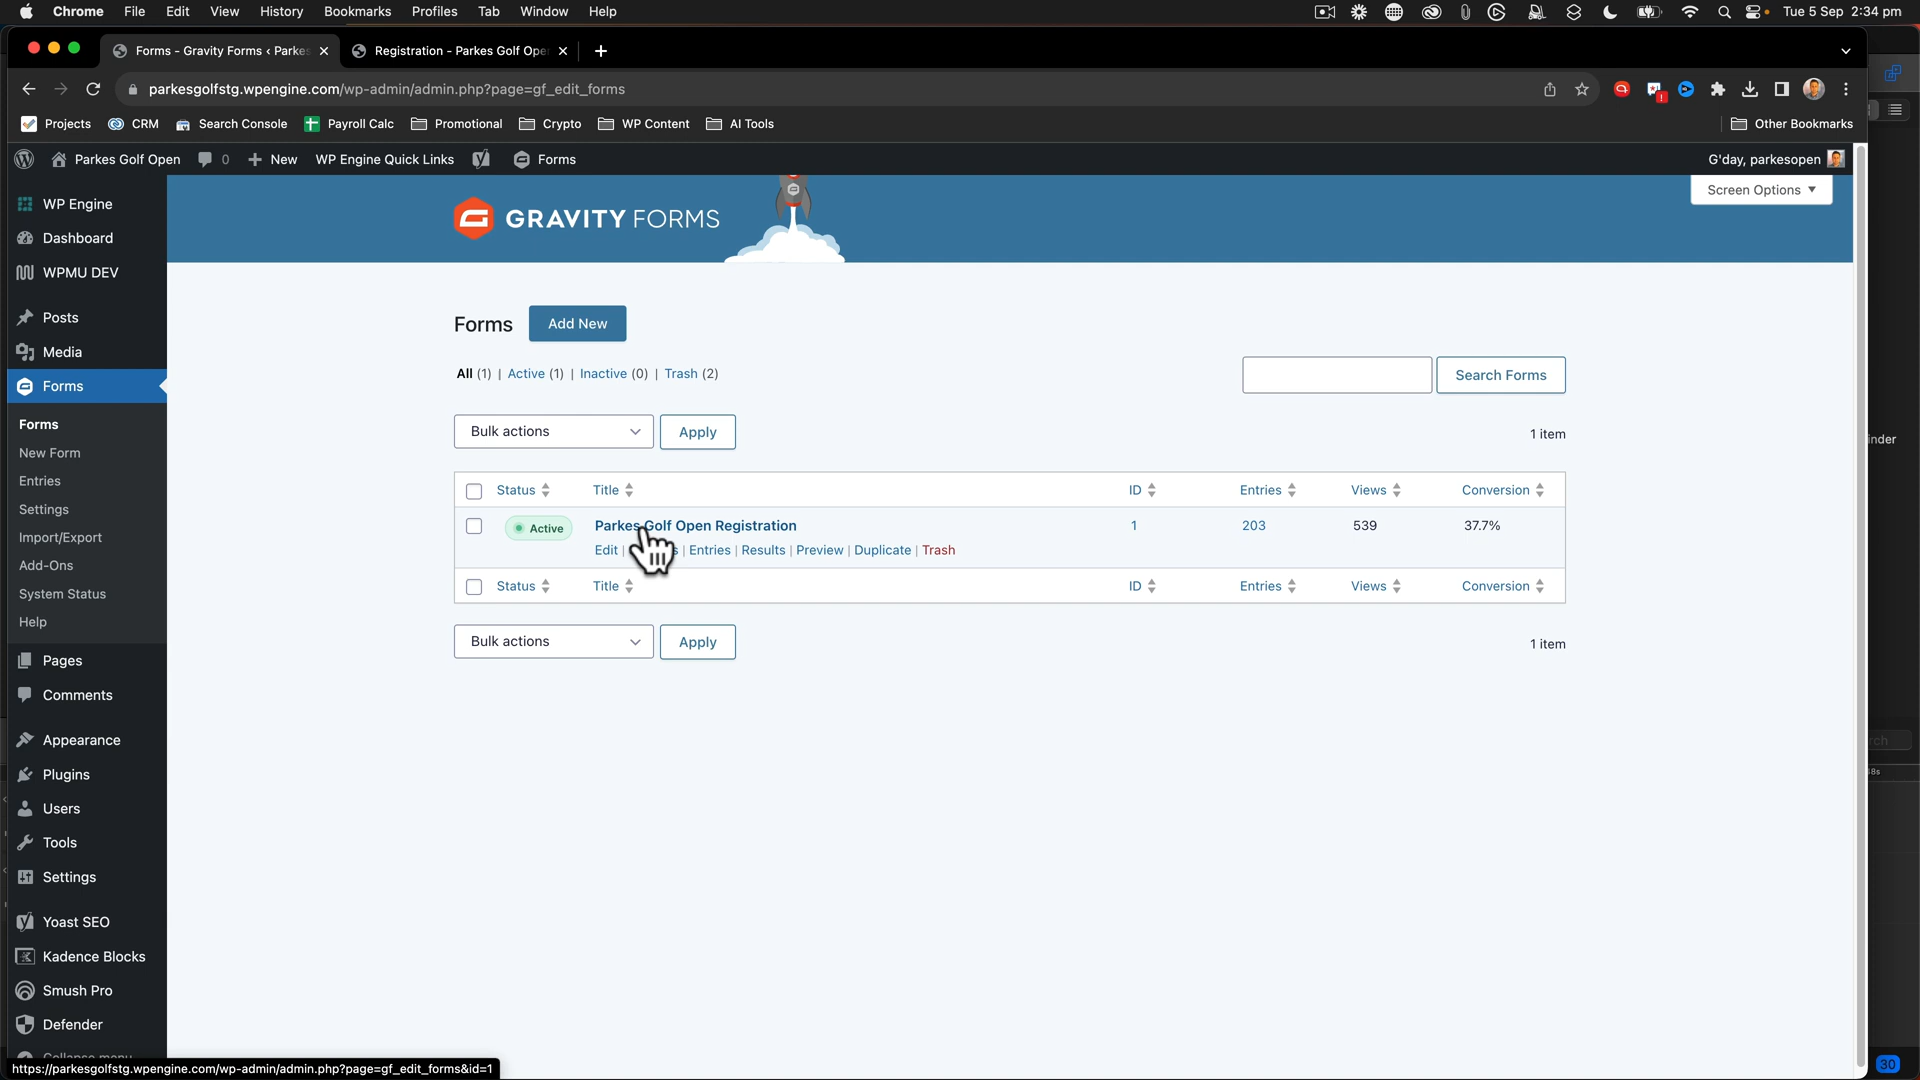 Chrome File Edit View History Bookmarks Profiles Tab Window Help Tue 5 Sep 2:34 pm
Forms - Gravity Forms ‹ Parkes Registration - Parkes Golf Ope
parkesgolfstg.wpengine.com/wp-admin/admin.php?page=gf_edit_forms
Projects CRM Search Console Payroll Calc Promotional Crypto WP Content AI Tools Other Bookmarks
Parkes Golf Open 0 New WP Engine Quick Links Forms G'day, parkesopen
Screen Options
GRAVITY FORMS
WP Engine
Dashboard
WPMU DEV
Posts
Media
Forms
Forms
New Form
Entries
Settings
Import/Export
Add-Ons
System Status
Help
Pages
Comments
Appearance
Plugins
Users
Tools
Settings
Yoast SEO
Kadence Blocks
Smush Pro
Defender
Collapse menu
Forms Add New
All (1) | Active (1) | Inactive (0) | Trash (2)
Search Forms
Bulk actions Apply 1 item
Status Title ID Entries Views Conversion
Active Parkes Golf Open Registration 1 203 539 37.7%
Edit | | Entries | Results | Preview | Duplicate | Trash
Status Title ID Entries Views Conversion
Bulk actions Apply 1 item
https://parkesgolfstg.wpengine.com/wp-admin/admin.php?page=gf_edit_forms&id=1
30